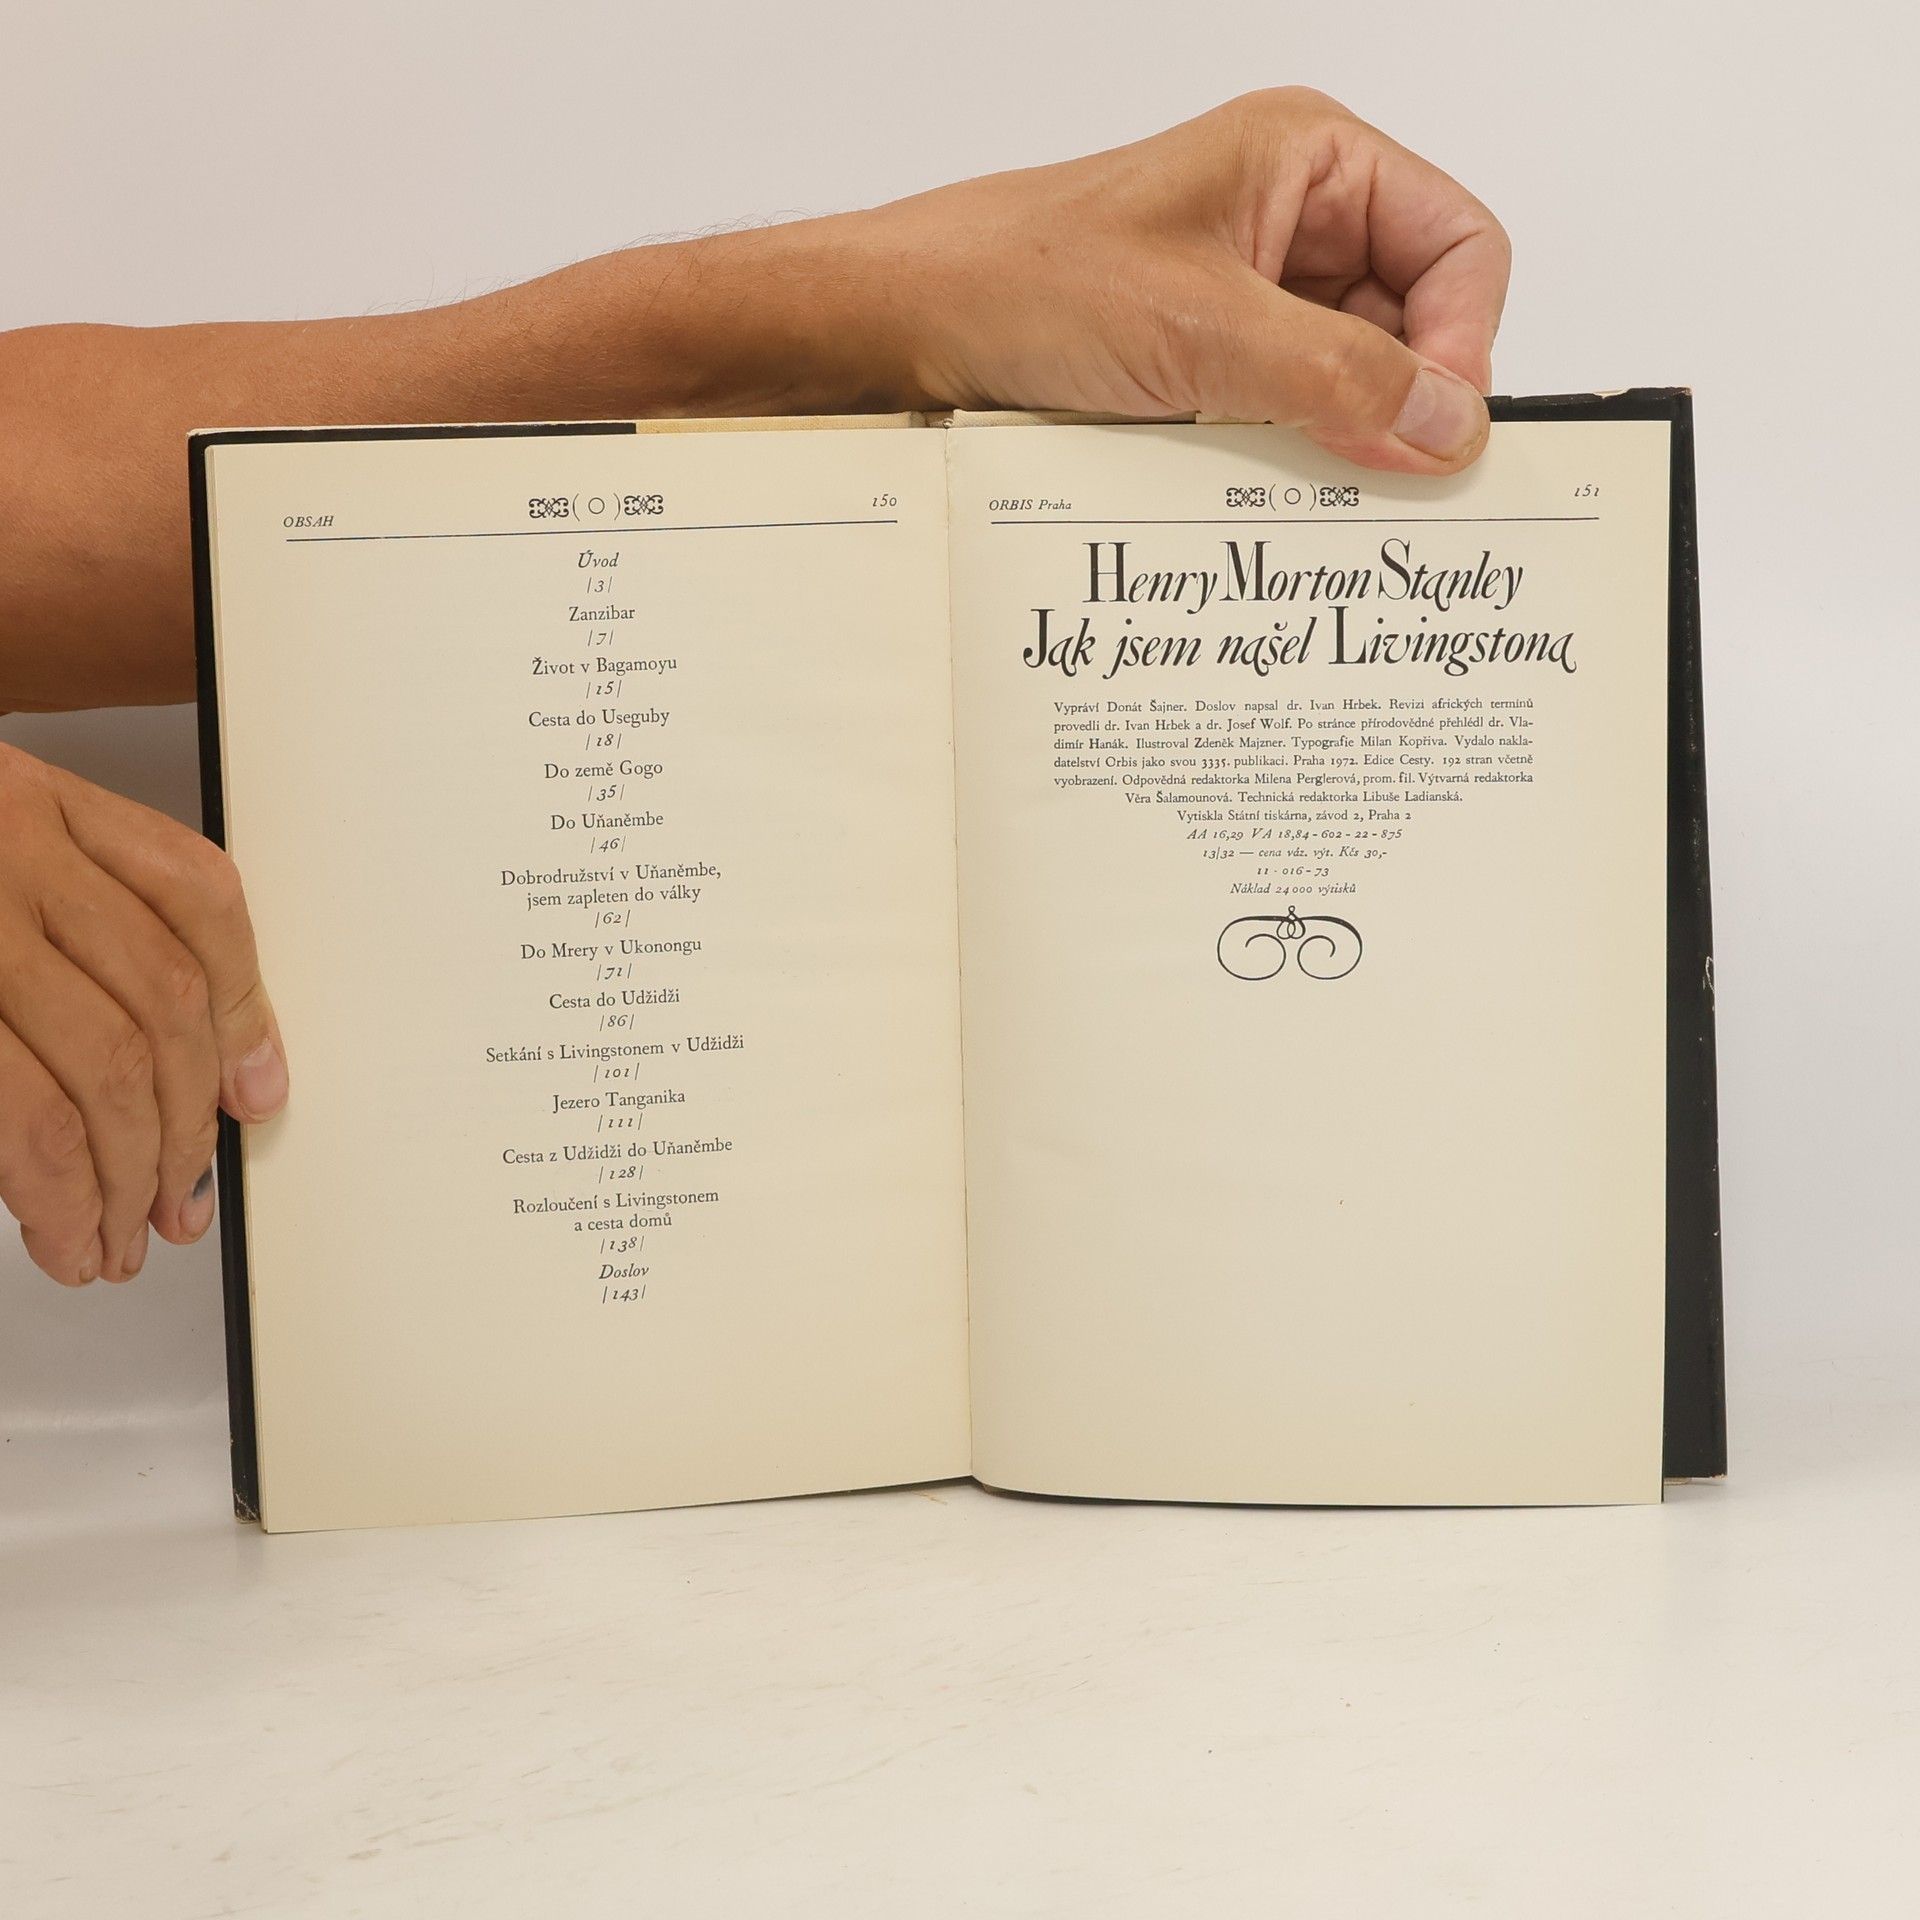 OBSAH
150
Úvod
|3|
Zanzibar
|7|
Život v Bagamoyu
|15|
Cesta do Useguby
|18|
Do země Gogo
|35|
Do Uňaněmbe
|46|
Dobrodružství v Uňaněmbe,
jsem zapleten do války
|62|
Do Mrery v Ukonongu
|71|
Cesta do Udžidži
|86|
Setkání s Livingstonem v Udžidži
|101|
Jezero Tanganika
|111|
Cesta z Udžidži do Uňaněmbe
|128|
Rozloučení s Livingstonem
a cesta domů
|138|
Doslov
|143|
ORBIS Praha
151
Henry Morton Stanley
Jak jsem našel Livingstona
Vypráví Donát Šajner. Doslov napsal dr. Ivan Hrbek. Revizi afrických termínů
provedli dr. Ivan Hrbek a dr. Josef Wolf. Po stránce přírodovědné přehlédl dr. Vla-
dimír Hanák. Ilustroval Zdeněk Majzner. Typografie Milan Kopřiva. Vydalo nakla-
datelství Orbis jako svou 3335. publikaci. Praha 1972. Edice Cesty. 192 stran včetně
vyobrazení. Odpovědná redaktorka Milena Perglerová, prom. fil. Výtvarná redaktorka
Věra Šalamounová. Technická redaktorka Libuše Ladianská.
Vytiskla Státní tiskárna, závod 2, Praha 2
AA 16,29 VA 18,84 - 602 - 22 - 875
13/32 — cena váz. výt. Kčs 30,-
11 - 016 - 73
Náklad 24 000 výtisků